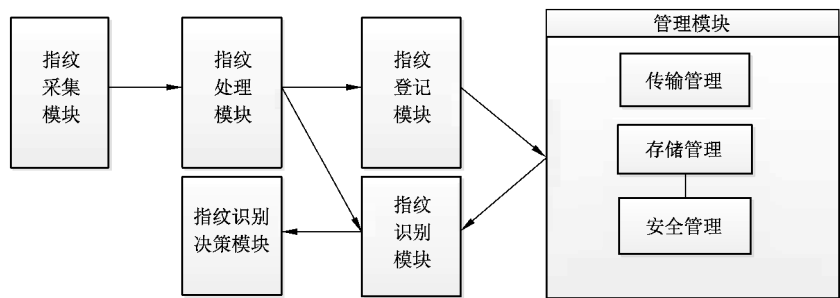 指纹
采集
模块
指纹
处理
模块
指纹
登记
模块
指纹识别
决策模块
指纹
识别
模块
管理模块
传输管理
存储管理
安全管理